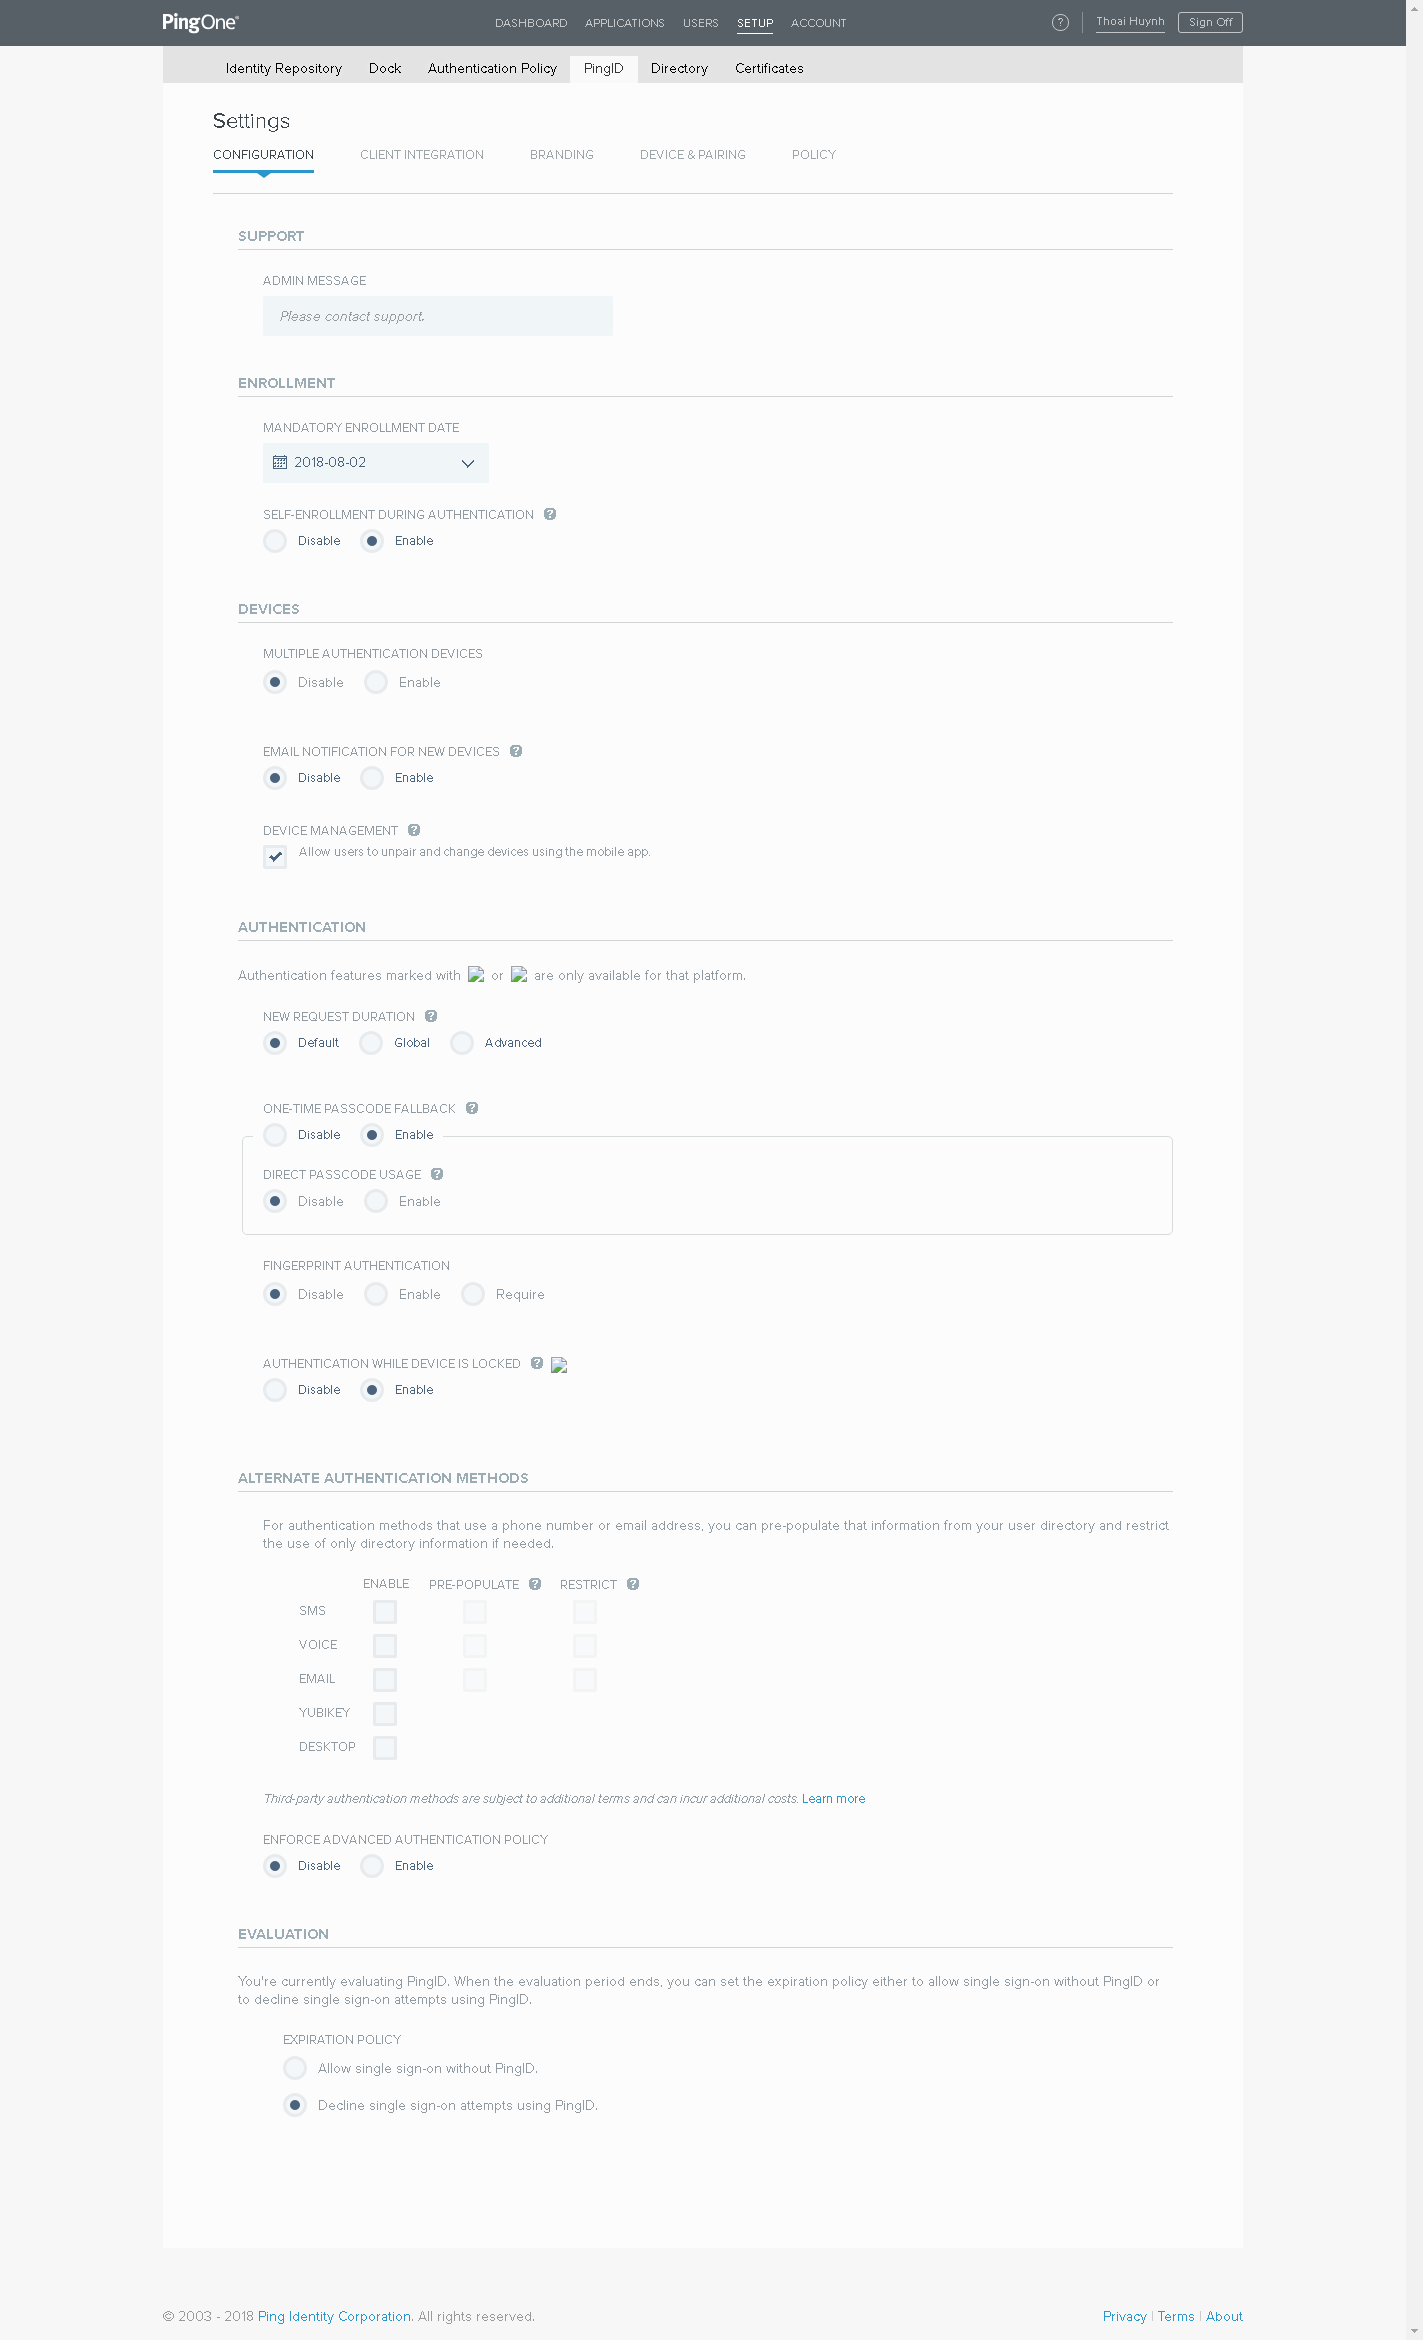 PingOne®
DASHBOARD APPLICATIONS USERS SETUP ACCOUNT
? Thoai Huynh Sign Off
Identity Repository Dock Authentication Policy PingID Directory Certificates
Settings
CONFIGURATION CLIENT INTEGRATION BRANDING DEVICE & PAIRING POLICY
SUPPORT
ADMIN MESSAGE
Please contact support.
ENROLLMENT
MANDATORY ENROLLMENT DATE
2018-08-02
SELF-ENROLLMENT DURING AUTHENTICATION ?
Disable Enable
DEVICES
MULTIPLE AUTHENTICATION DEVICES
Disable Enable
EMAIL NOTIFICATION FOR NEW DEVICES ?
Disable Enable
DEVICE MANAGEMENT ?
Allow users to unpair and change devices using the mobile app.
AUTHENTICATION
Authentication features marked with or are only available for that platform.
NEW REQUEST DURATION ?
Default Global Advanced
ONE-TIME PASSCODE FALLBACK ?
Disable Enable
DIRECT PASSCODE USAGE ?
Disable Enable
FINGERPRINT AUTHENTICATION
Disable Enable Require
AUTHENTICATION WHILE DEVICE IS LOCKED ?
Disable Enable
ALTERNATE AUTHENTICATION METHODS
For authentication methods that use a phone number or email address, you can pre-populate that information from your user directory and restrict
the use of only directory information if needed.
ENABLE PRE-POPULATE ? RESTRICT ?
SMS
VOICE
EMAIL
YUBIKEY
DESKTOP
Third-party authentication methods are subject to additional terms and can incur additional costs. Learn more
ENFORCE ADVANCED AUTHENTICATION POLICY
Disable Enable
EVALUATION
You're currently evaluating PingID. When the evaluation period ends, you can set the expiration policy either to allow single sign-on without PingID or
to decline single sign-on attempts using PingID.
EXPIRATION POLICY
Allow single sign-on without PingID.
Decline single sign-on attempts using PingID.
© 2003 - 2018 Ping Identity Corporation. All rights reserved. Privacy | Terms | About